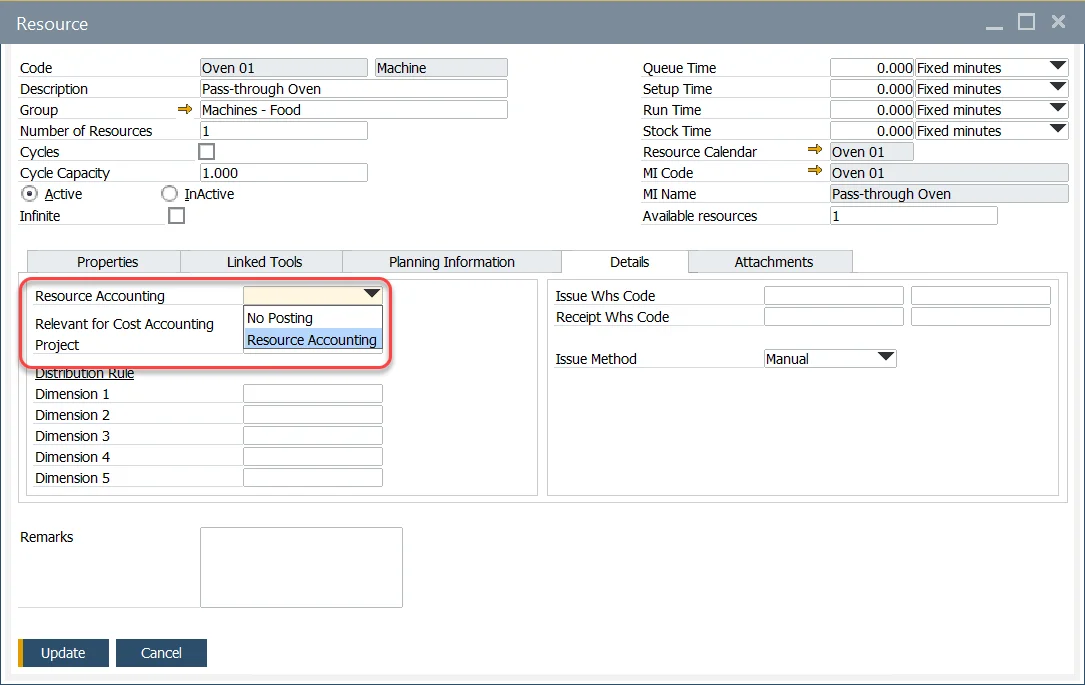 Resource
Code Oven 01 Machine
Description Pass-through Oven
Group Machines - Food
Number of Resources 1
Cycles
Cycle Capacity 1.000
Active InActive
Infinite
Queue Time 0.000 Fixed minutes
Setup Time 0.000 Fixed minutes
Run Time 0.000 Fixed minutes
Stock Time 0.000 Fixed minutes
Resource Calendar Oven 01
MI Code Oven 01
MI Name Pass-through Oven
Available resources 1
Properties Linked Tools Planning Information Details Attachments
Resource Accounting
No Posting
Resource Accounting
Relevant for Cost Accounting
Project
Distribution Rule
Dimension 1
Dimension 2
Dimension 3
Dimension 4
Dimension 5
Issue Whs Code
Receipt Whs Code
Issue Method Manual
Remarks
Update Cancel